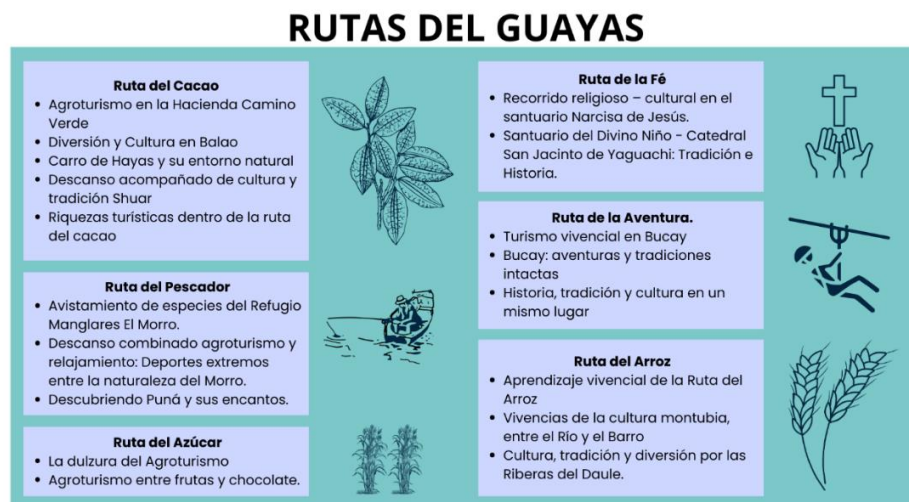 RUTAS DEL GUAYAS
Ruta del Cacao
• Agroturismo en la Hacienda Camino
Verde
• Diversión y Cultura en Balao
• Carro de Hayas y su entorno natural
• Descanso acompañado de cultura y
tradición Shuar
• Riquezas turísticas dentro de la ruta
del cacao
Ruta del Pescador
• Avistamiento de especies del Refugio
Manglares El Morro.
• Descanso combinado agroturismo y
relajamiento: Deportes extremos
entre la naturaleza del Morro.
• Descubriendo Puná y sus encantos.
Ruta del Azúcar
• La dulzura del Agroturismo
• Agroturismo entre frutas y chocolate.
Ruta de la Fé
• Recorrido religioso – cultural en el
santuario Narcisa de Jesús.
• Santuario del Divino Niño - Catedral
San Jacinto de Yaguachi: Tradición e
Historia.
Ruta de la Aventura.
• Turismo vivencial en Bucay
• Bucay: aventuras y tradiciones
intactas
• Historia, tradición y cultura en un
mismo lugar
Ruta del Arroz
• Aprendizaje vivencial de la Ruta del
Arroz
• Vivencias de la cultura montubia,
entre el Río y el Barro
• Cultura, tradición y diversión por las
Riberas del Daule.